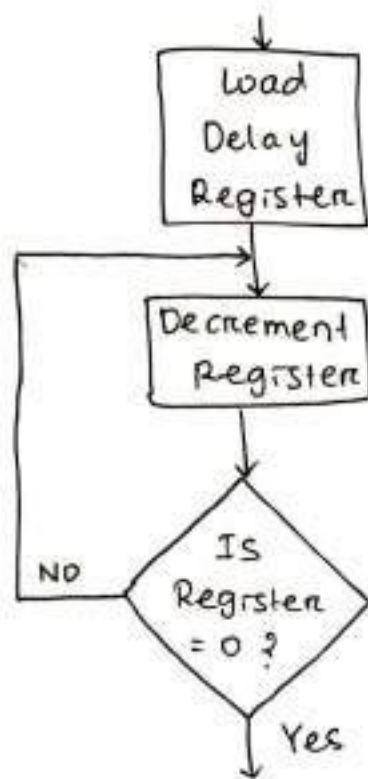 Load
Delay
Register
Decrement
Register
Is
Register
= 0 ?
NO
Yes